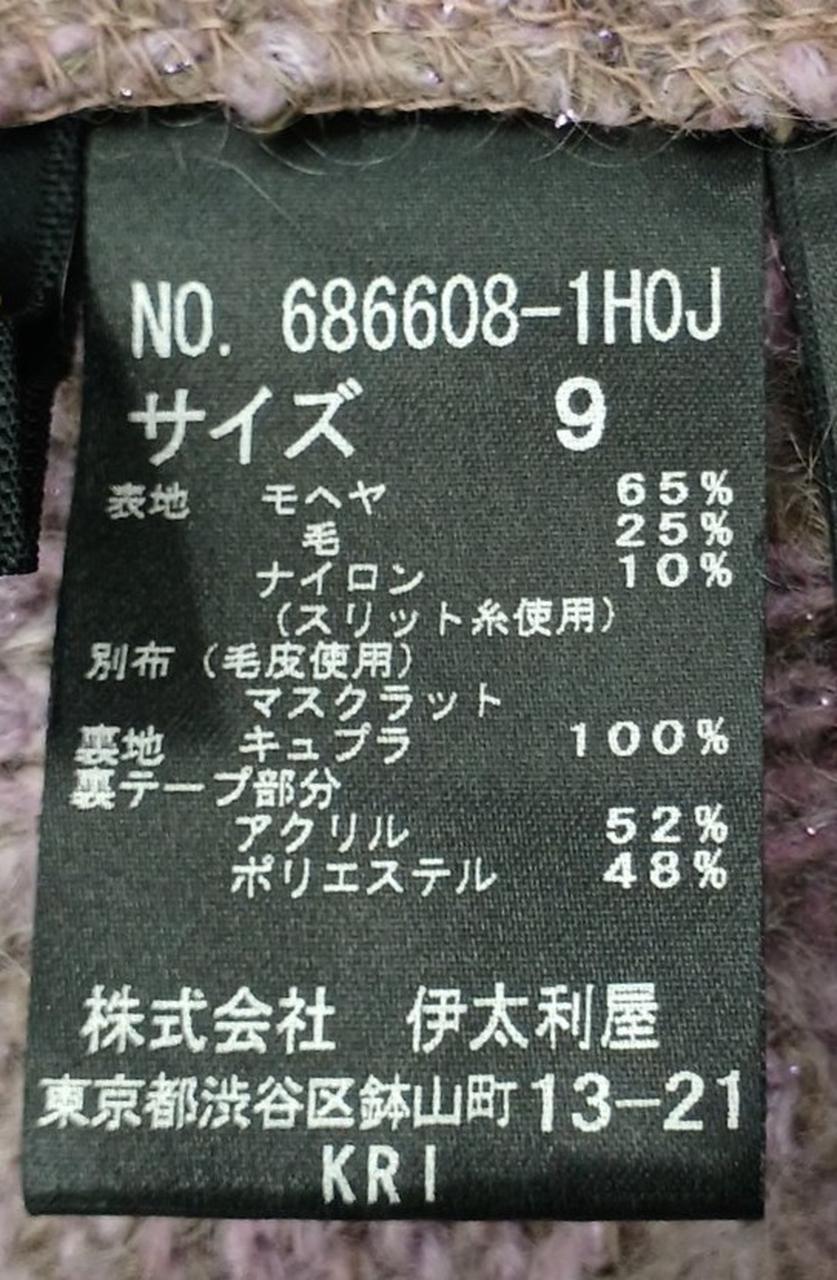 NO. 686608-1H0J
サイズ 9
表地 モヘヤ 65%
毛 25%
ナイロン 10%
（スリット糸使用）
別布（毛皮使用）
マスクラット
裏地 キュプラ 100%
裏テープ部分
アクリル 52%
ポリエステル 48%
株式会社 伊太利屋
東京都渋谷区鉢山町13−21
KRI